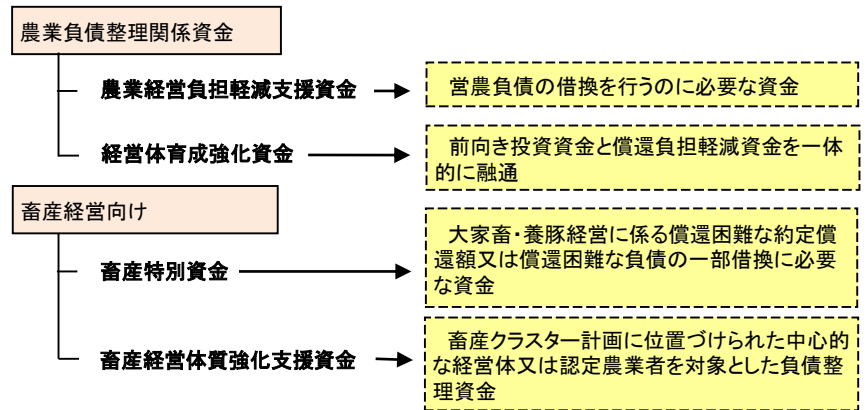 農業負債整理関係資金
農業経営負担軽減支援資金
営農負債の借換を行うのに必要な資金
経営体育成強化資金
前向き投資資金と償還負担軽減資金を一体
的に融通
畜産経営向け
畜産特別資金
大家畜・養豚経営に係る償還困難な約定償
還額又は償還困難な負債の一部借換に必要
な資金
畜産経営体質強化支援資金
畜産クラスター計画に位置づけられた中心的
な経営体又は認定農業者を対象とした負債整
理資金